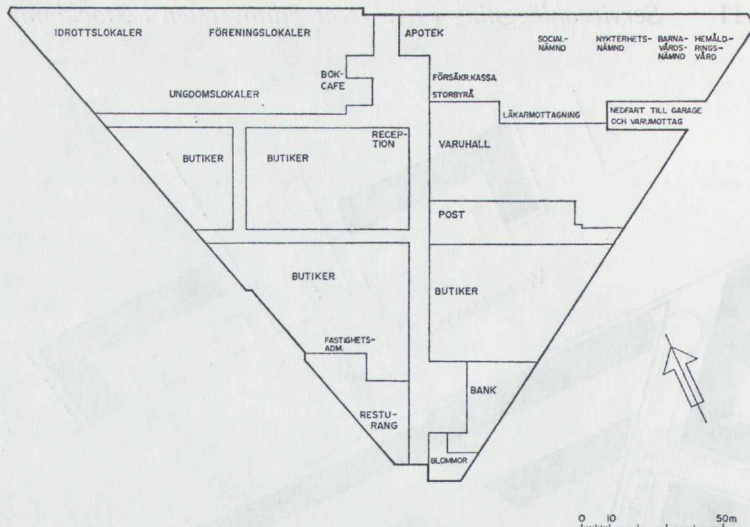 IDROTTSLOKALER
FÖRENINGSLOKALER
APOTEK
SOCIAL-
NÄMND
NYKTERHETS-
NÄMND
BARNA-
VÅRDS-
NÄMND
HEMÅLD-
RINGS-
VÅRD
BOK-
CAFE
UNGDOMSLOKALER
FÖRSÄKR.KASSA
STORBYRÅ
LÄKARMOTTAGNING
NEDFART TILL GARAGE
OCH VARUMOTTAG
RECEP-
TION
BUTIKER
BUTIKER
VARUHALL
POST
BUTIKER
BUTIKER
FASTIGHETS-
ADM.
RESTU-
RANG
BANK
BLOMMOR
0 10 50m